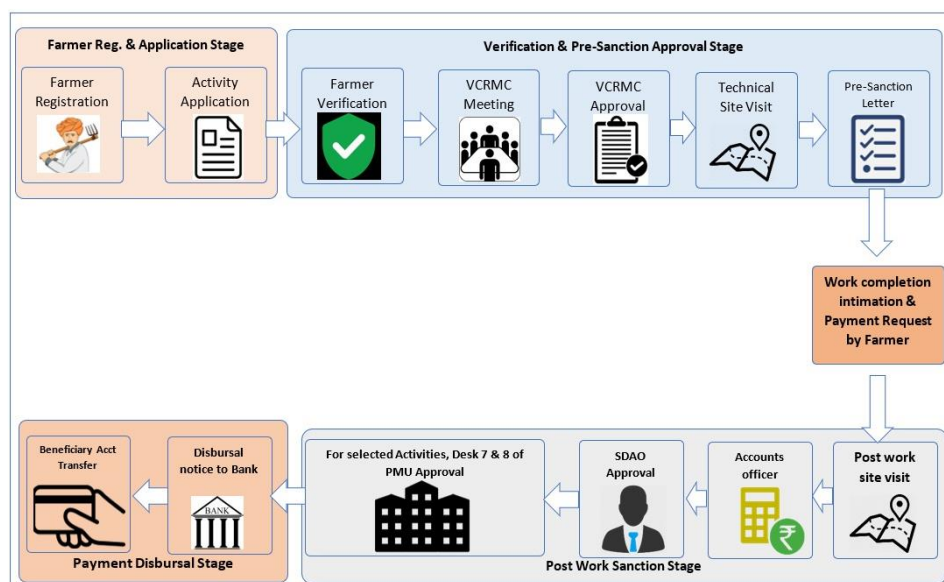 Farmer Reg. & Application Stage
Farmer
Registration
Activity
Application
Verification & Pre-Sanction Approval Stage
Farmer
Verification
VCRMC
Meeting
VCRMC
Approval
Technical
Site Visit
Pre-Sanction
Letter
Work completion
intimation &
Payment Request
by Farmer
Post work
site visit
Accounts
officer
SDAO
Approval
For selected Activities, Desk 7 & 8 of
PMU Approval
Post Work Sanction Stage
Disbursal
notice to Bank
BANK
Beneficiary Acct
Transfer
Payment Disbursal Stage